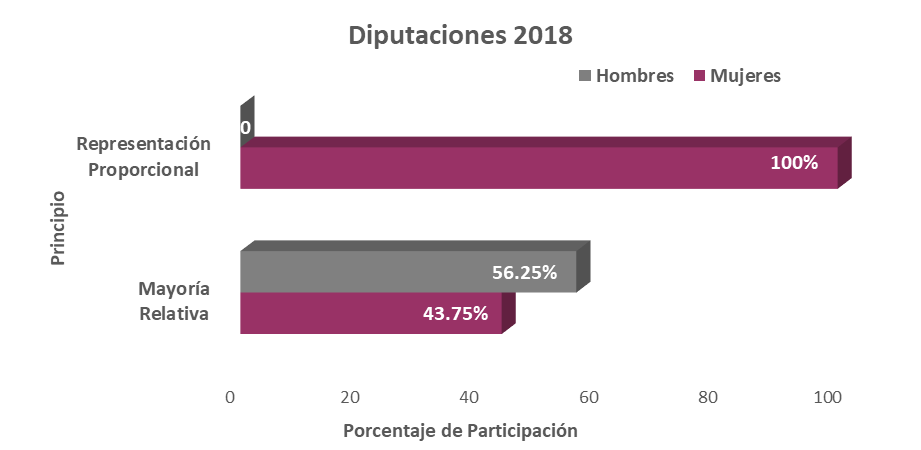 Diputaciones 2018
Hombres Mujeres
0
Representación
Proporcional
100%
Principio
56.25%
Mayoría
Relativa
43.75%
0 20 40 60 80 100
Porcentaje de Participación